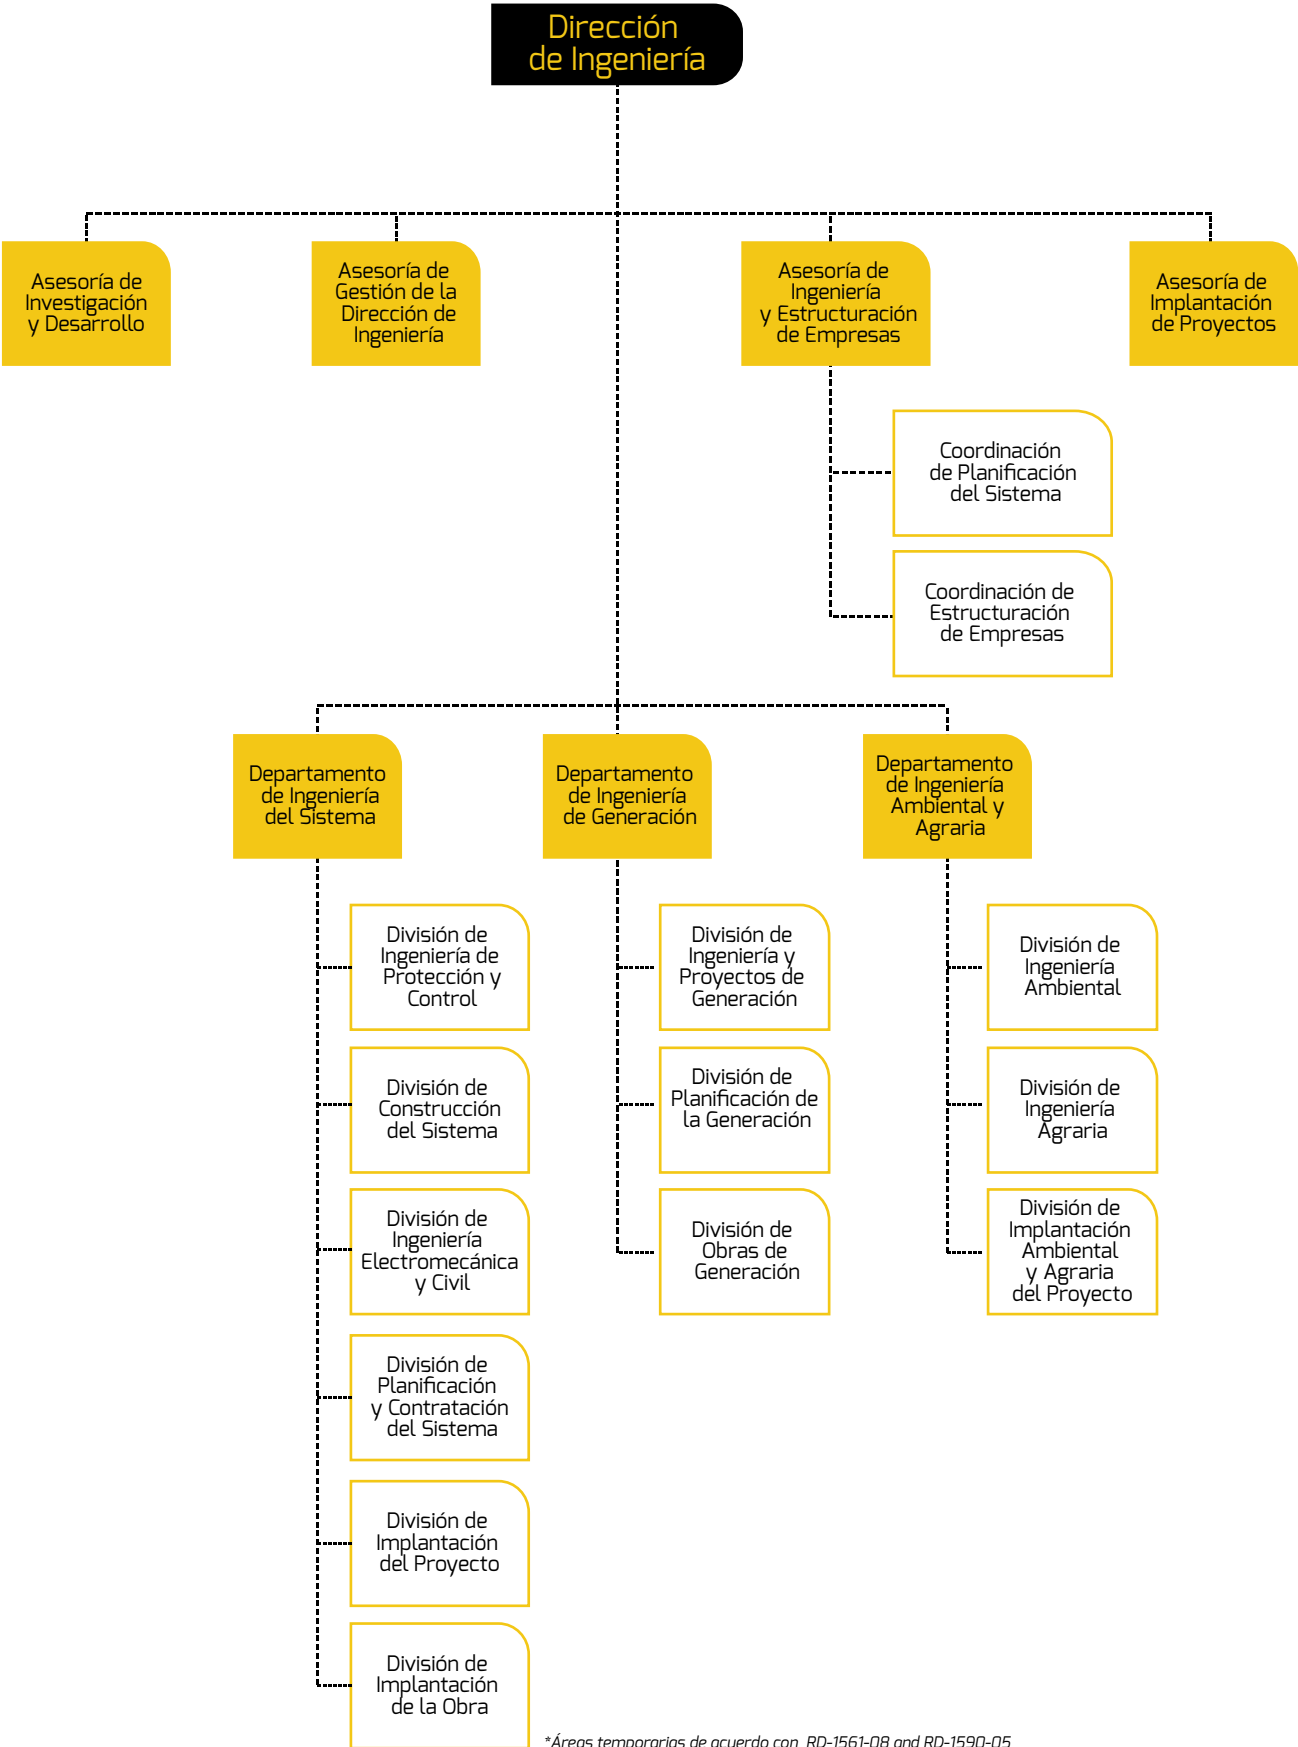 Dirección
de Ingeniería
Asesoría de
Investigación
y Desarrollo
Asesoría de
Gestión de la
Dirección de
Ingeniería
Asesoría de
Ingeniería
y Estructuración
de Empresas
Asesoría de
Implantación
de Proyectos
Coordinación
de Planificación
del Sistema
Coordinación de
Estructuración
de Empresas
Departamento
de Ingeniería
del Sistema
Departamento
de Ingeniería
de Generación
Departamento
de Ingeniería
Ambiental y
Agraria
División de
Ingeniería de
Protección y
Control
División de
Construcción
del Sistema
División de
Ingeniería
Electromecánica
y Civil
División de
Planificación
y Contratación
del Sistema
División de
Implantación
del Proyecto
División de
Implantación
de la Obra
División de
Ingeniería y
Proyectos de
Generación
División de
Planificación de
la Generación
División de
Obras de
Generación
División de
Ingeniería
Ambiental
División de
Ingeniería
Agraria
División de
Implantación
Ambiental
y Agraria
del Proyecto
*Áreas temporarias de acuerdo con RD-1561-08 and RD-1590-05